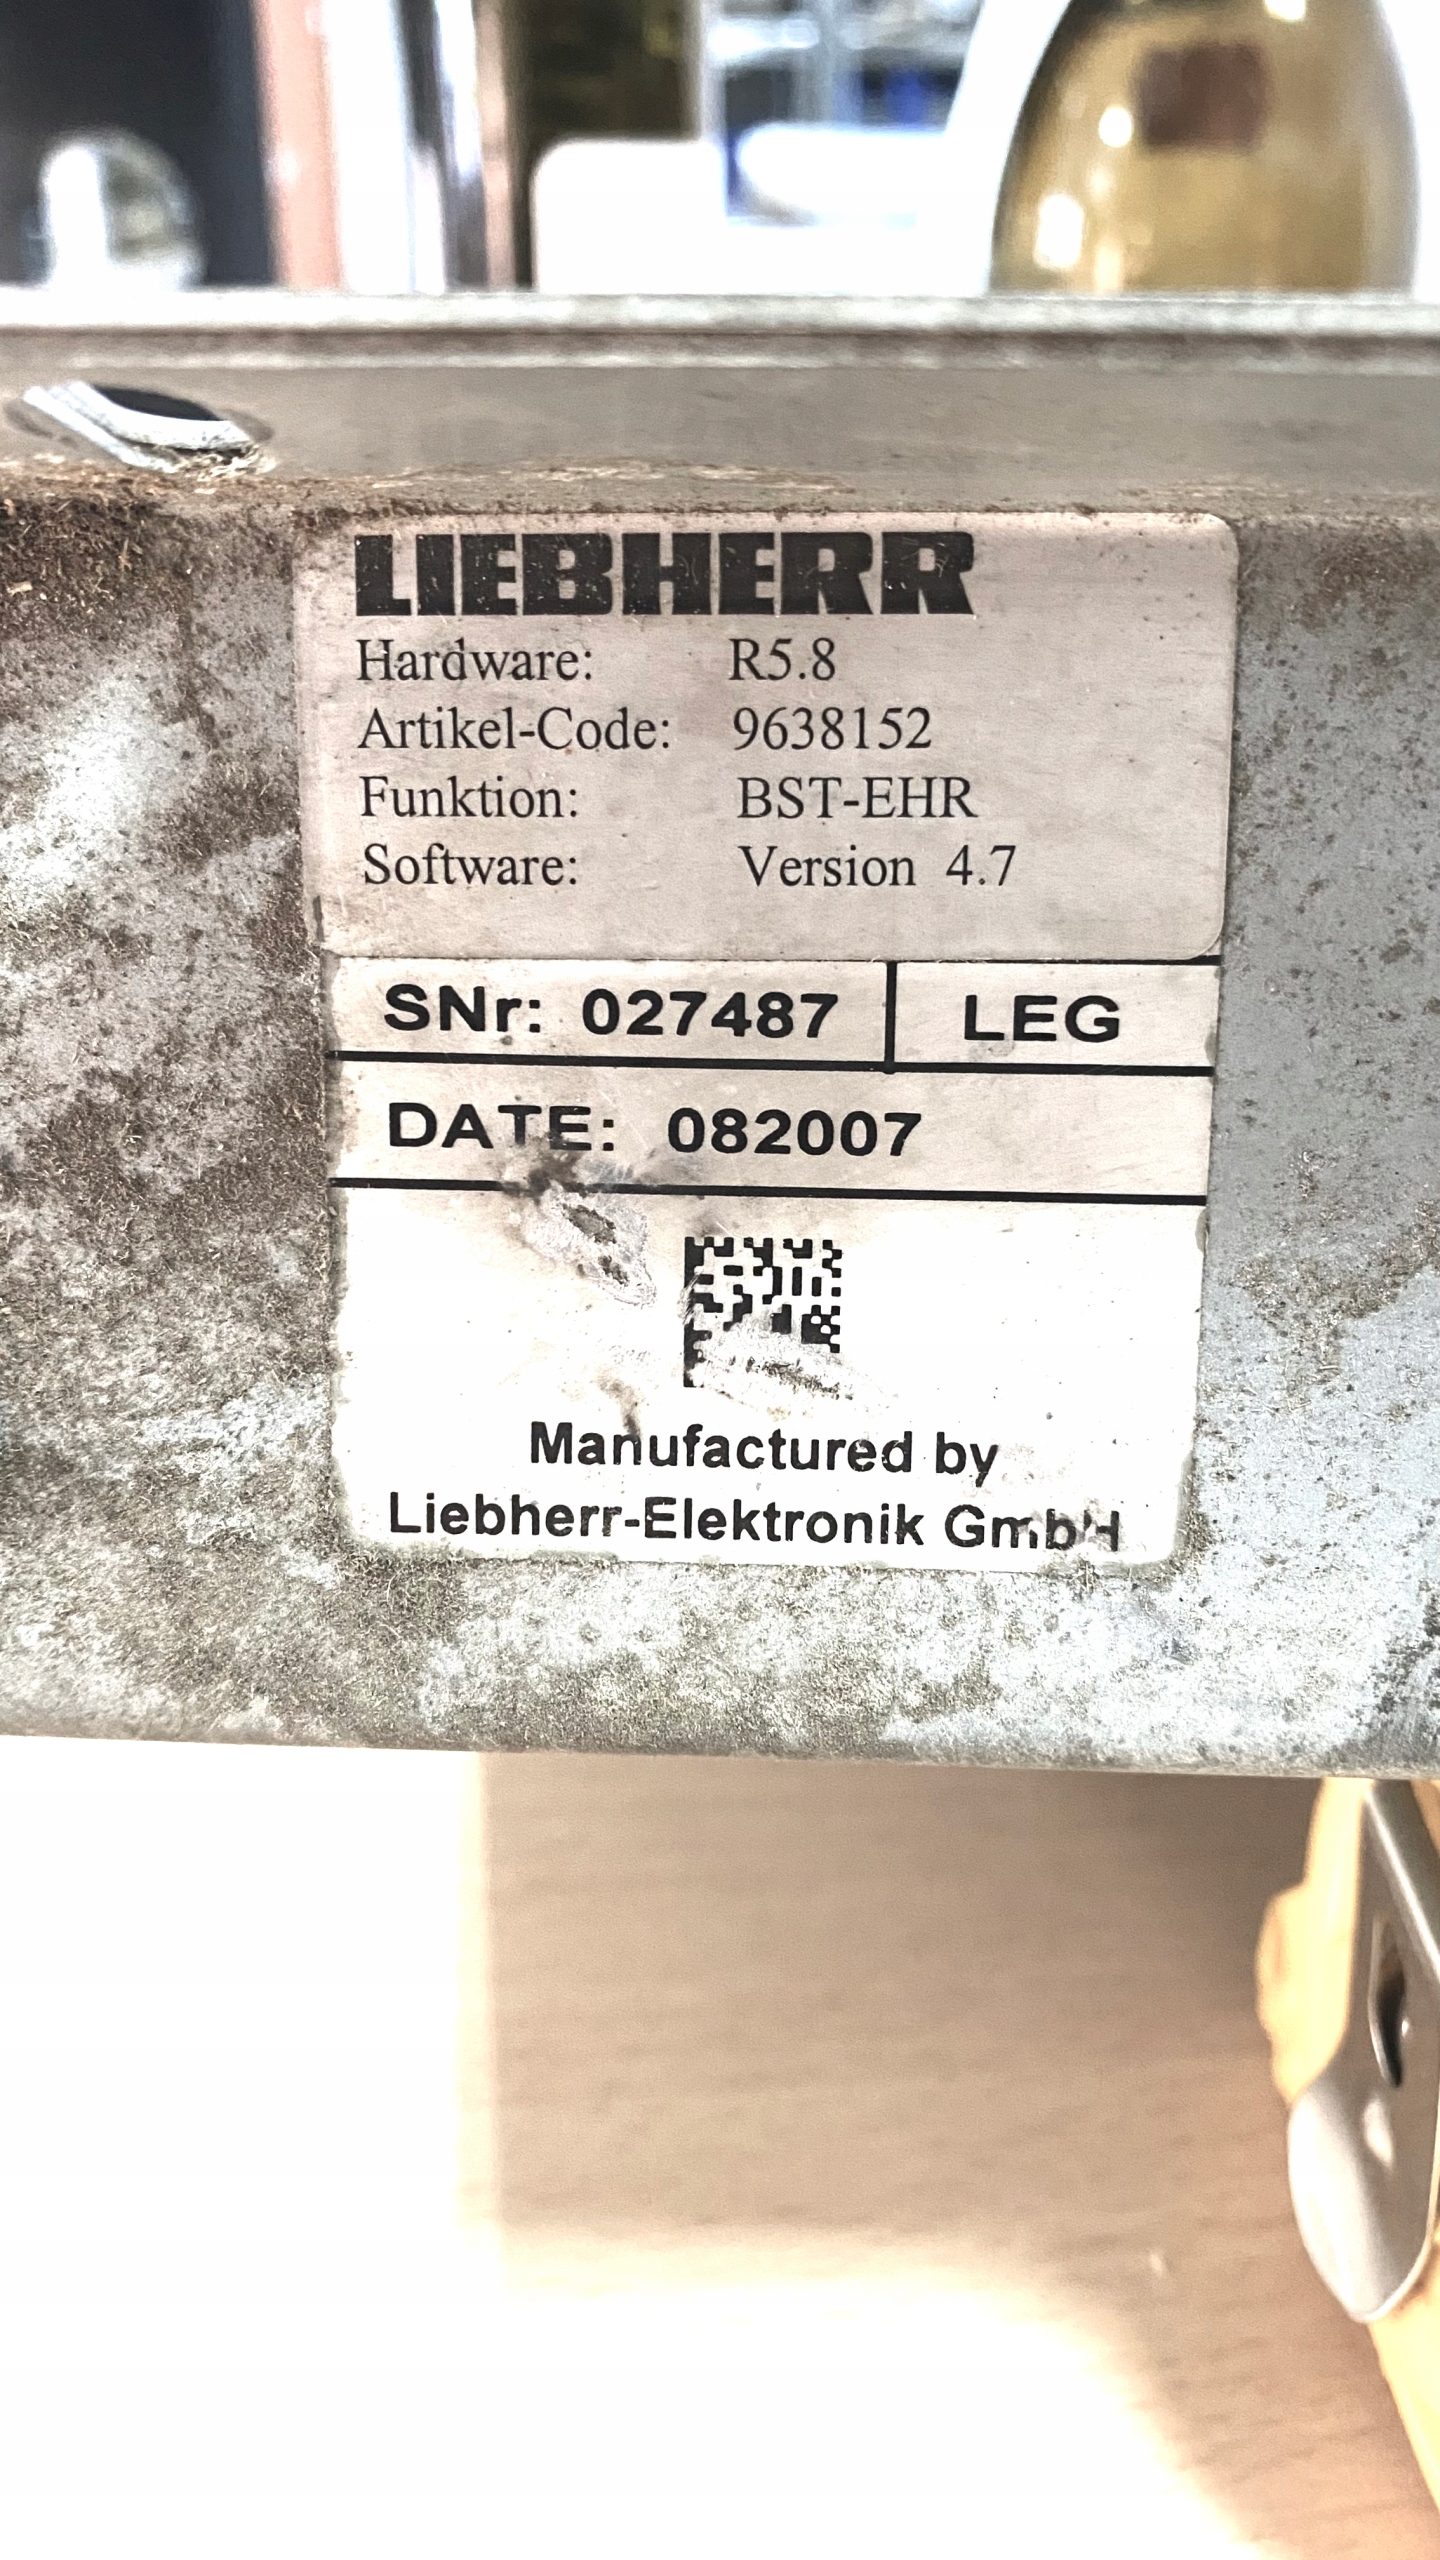 LIEBHERR
Hardware: R5.8
Artikel-Code: 9638152
Funktion: BST-EHR
Software: Version 4.7
SNr: 027487 LEG
DATE: 082007
Manufactured by
Liebherr-Elektronik GmbH